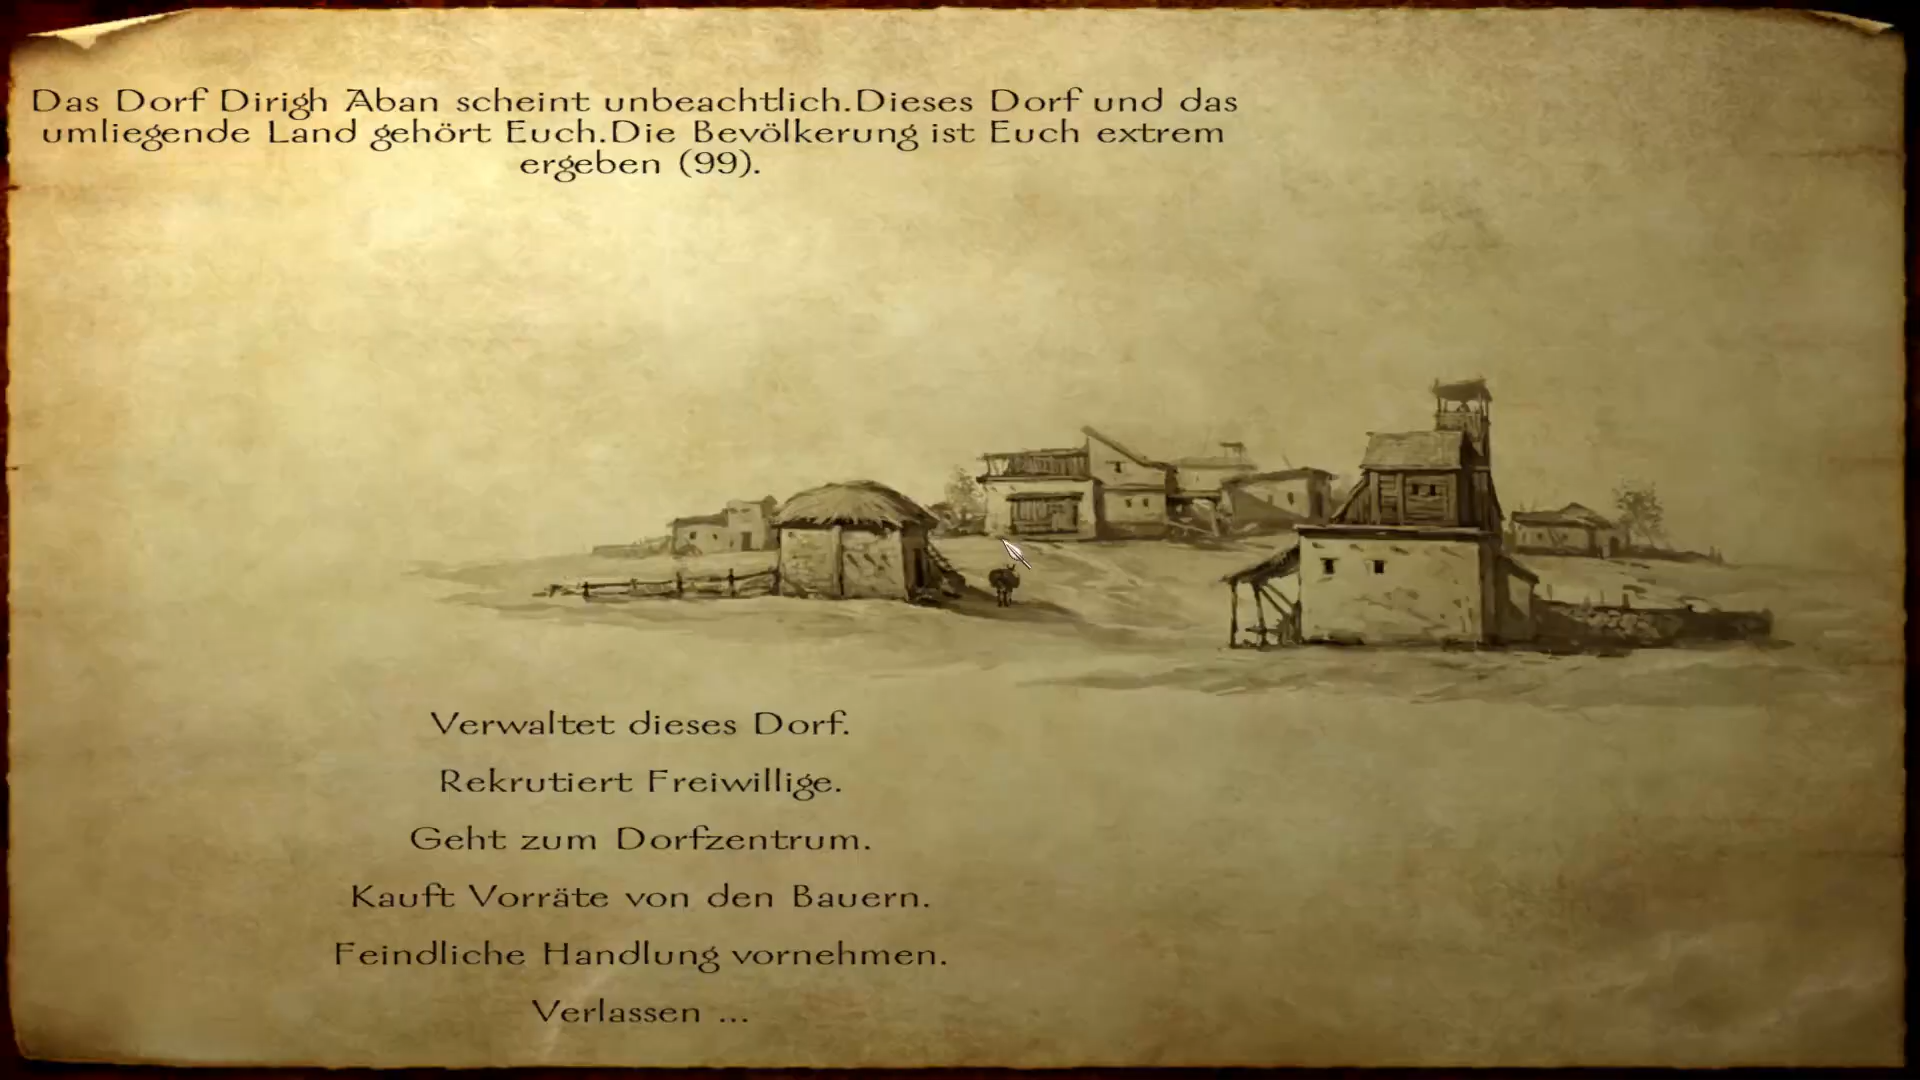 Das Dorf Dirigh Aban scheint unbeachtlich.Dieses Dorf und das
umliegende Land gehört Euch.Die Bevölkerung ist Euch extrem
ergeben (99).
Verwaltet dieses Dorf.
Rekrutiert Freiwillige.
Geht zum Dorfzentrum.
Kauft Vorräte von den Bauern.
Feindliche Handlung vornehmen.
Verlassen ...